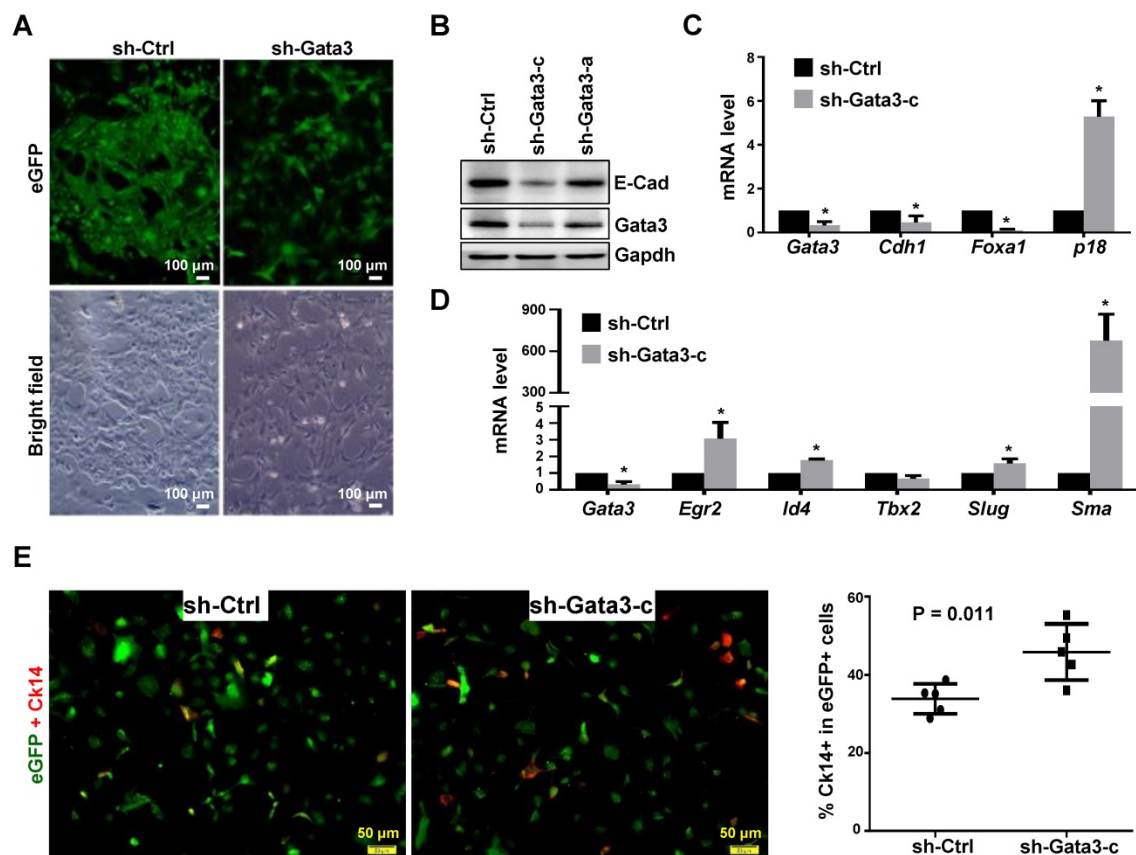 A
sh-Ctrl
sh-Gata3
eGFP
100 µm
100 µm
Bright field
100 µm
100 µm
B
sh-Ctrl
sh-Gata3-c
sh-Gata3-a
E-Cad
Gata3
Gapdh
C
sh-Ctrl
sh-Gata3-c
mRNA level
8
6
4
2
0
*
*
*
*
Gata3
Cdh1
Foxa1
p18
D
sh-Ctrl
sh-Gata3-c
mRNA level
900
600
300
5
4
3
2
1
0
*
*
*
*
*
Gata3
Egr2
Id4
Tbx2
Slug
Sma
E
sh-Ctrl
sh-Gata3-c
eGFP + Ck14
50 µm
50 µm
% Ck14+ in eGFP+ cells
60
40
20
0
P = 0.011
sh-Ctrl
sh-Gata3-c